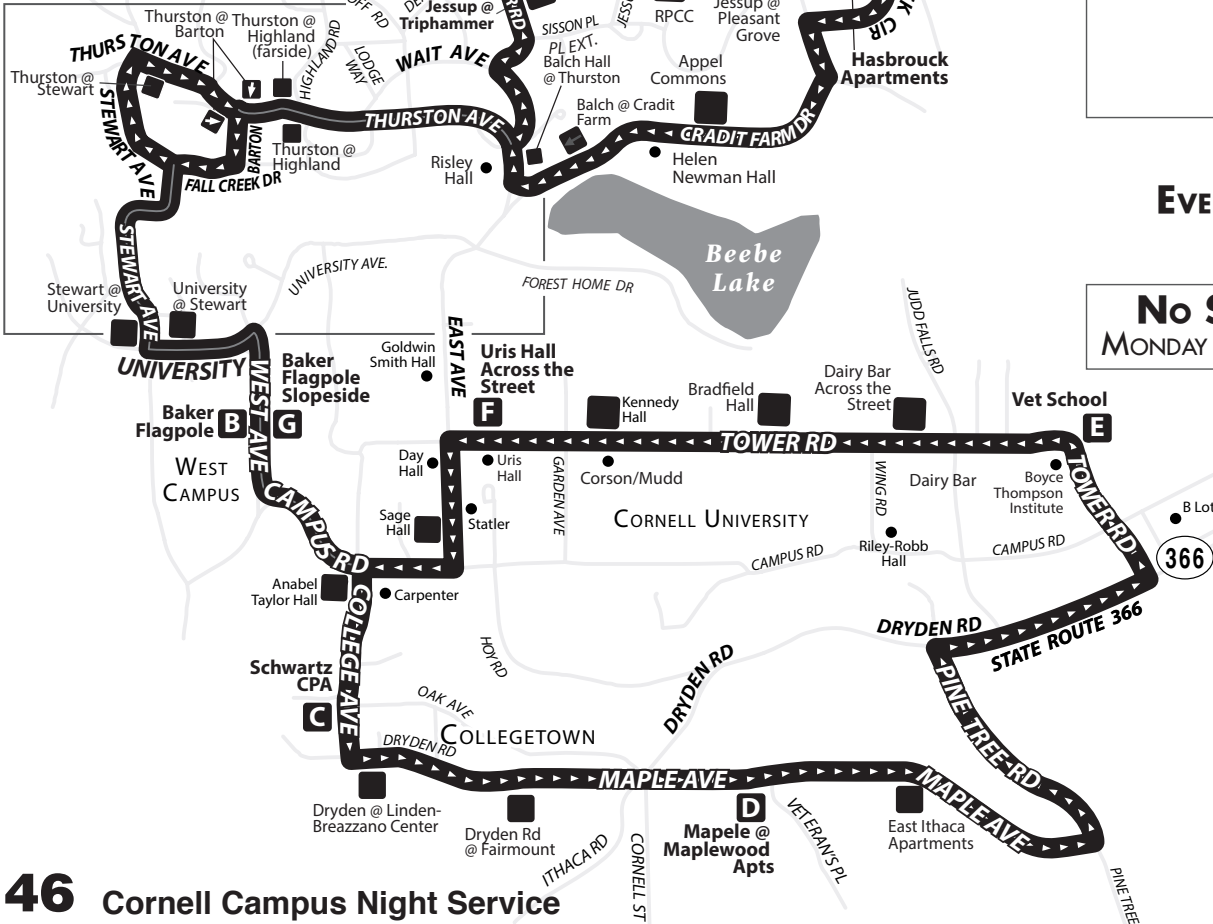 Jessup @
Triphammer
SISSON PL
RPCC
Jessup @
Pleasant
Grove
Thurston @
Barton
Thurston @
Highland
(farside)
HIGHLAND RD
LODGE
WAY
WAIT AVE
PL EXT.
Balch Hall
@ Thurston
Appel
Commons
Hasbrouck
Apartments
THURSTON AVE
Thurston @
Stewart
STEWART AVE
BARTON
FALL CREEK DR
Thurston @
Highland
THURSTON AVE
Balch @ Cradit
Farm
CRADIT FARM DR
Risley
Hall
Helen
Newman Hall
Beebe
Lake
STEWART AVE
UNIVERSITY AVE.
FOREST HOME DR
JUDD FALLS RD
Stewart @
University
University
@ Stewart
UNIVERSITY
No S
Monday
Goldwin
Smith Hall
EAST AVE
Uris Hall
Across the
Street
F
Baker
Flagpole
Slopeside
G
Baker
Flagpole
B
WEST AVE
West
Campus
Kennedy
Hall
Bradfield
Hall
Dairy Bar
Across the
Street
Vet School
E
TOWER RD
Day
Hall
Uris
Hall
GARDEN AVE
Corson/Mudd
WING RD
Dairy Bar
Boyce
Thompson
Institute
TOWER RD
B Lot
366
CAMPUS RD
Sage
Hall
Statler
Cornell University
CAMPUS RD
Riley-Robb
Hall
CAMPUS RD
Anabel
Taylor Hall
Carpenter
COLLEGE AVE
HOY RD
DRYDEN RD
DRYDEN RD
STATE ROUTE 366
Schwartz
CPA
C
OAK AVE
Collegetown
DRYDEN RD
PINE TREE RD
MAPLE AVE
MAPLE AVE
Dryden @ Linden-
Breazzano Center
Dryden Rd
@ Fairmount
D
Mapele @
Maplewood
Apts
VETERAN'S PL
East Ithaca
Apartments
ITHACA RD
CORNELL ST
PINE TREE
46 Cornell Campus Night Service